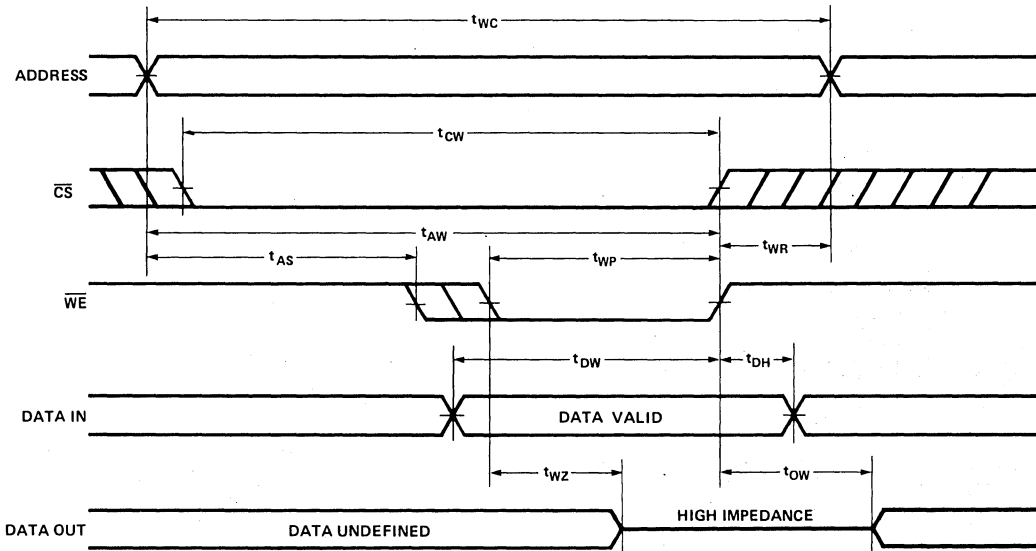 tWC
ADDRESS
tCW
CS
tAW
tWR
tAS
tWP
WE
tDW
tDH
DATA IN
DATA VALID
tWZ
tOW
DATA OUT
DATA UNDEFINED
HIGH IMPEDANCE